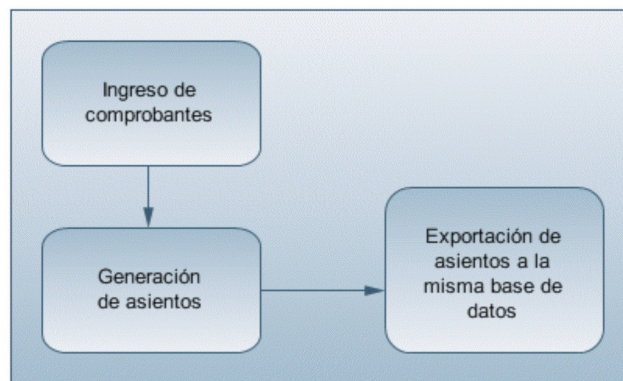 Ingreso de
comprobantes
Generación
de asientos
Exportación de
asientos a la
misma base de
datos